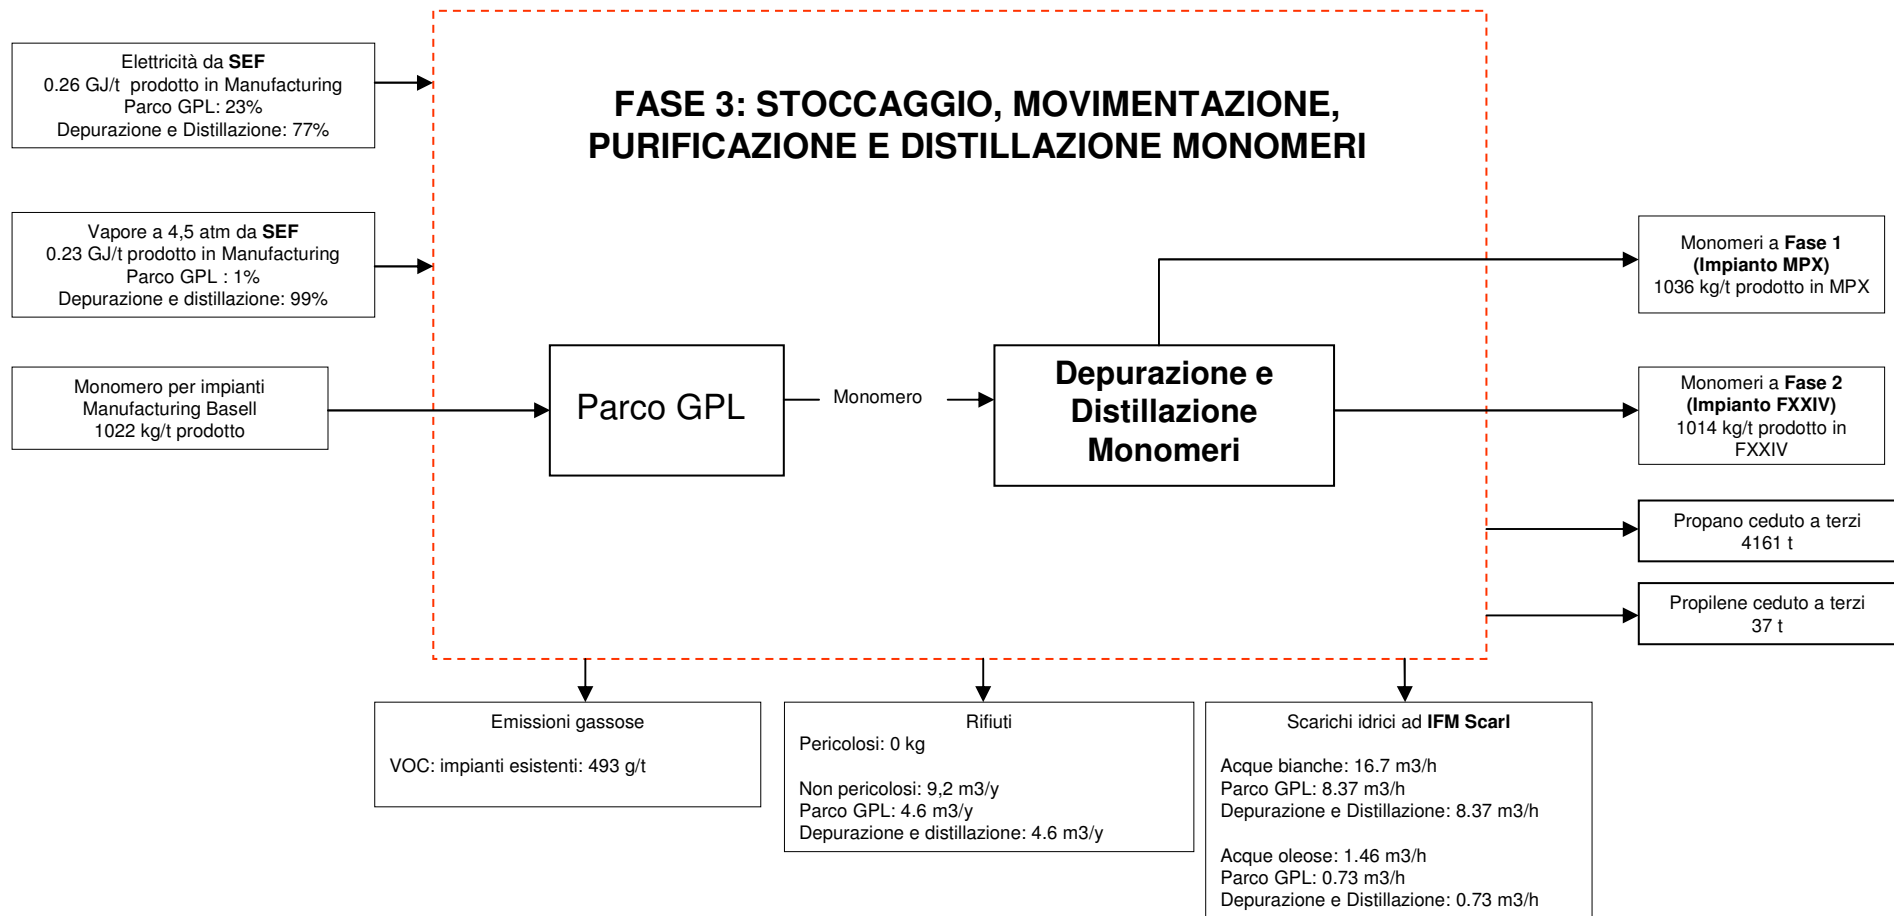 Elettricità da SEF
0.26 GJ/t prodotto in Manufacturing
Parco GPL: 23%
Depurazione e Distillazione: 77%
FASE 3: STOCCAGGIO, MOVIMENTAZIONE,
PURIFICAZIONE E DISTILLAZIONE MONOMERI
Vapore a 4,5 atm da SEF
0.23 GJ/t prodotto in Manufacturing
Parco GPL : 1%
Depurazione e distillazione: 99%
Monomeri a Fase 1
(Impianto MPX)
1036 kg/t prodotto in MPX
Monomero per impianti
Manufacturing Basell
1022 kg/t prodotto
Parco GPL
Monomero
Depurazione e
Distillazione
Monomeri
Monomeri a Fase 2
(Impianto FXXIV)
1014 kg/t prodotto in
FXXIV
Propano ceduto a terzi
4161 t
Propilene ceduto a terzi
37 t
Emissioni gassose
VOC: impianti esistenti: 493 g/t
Rifiuti
Pericolosi: 0 kg
Non pericolosi: 9,2 m3/y
Parco GPL: 4.6 m3/y
Depurazione e distillazione: 4.6 m3/y
Scarichi idrici ad IFM Scarl
Acque bianche: 16.7 m3/h
Parco GPL: 8.37 m3/h
Depurazione e Distillazione: 8.37 m3/h
Acque oleose: 1.46 m3/h
Parco GPL: 0.73 m3/h
Depurazione e Distillazione: 0.73 m3/h